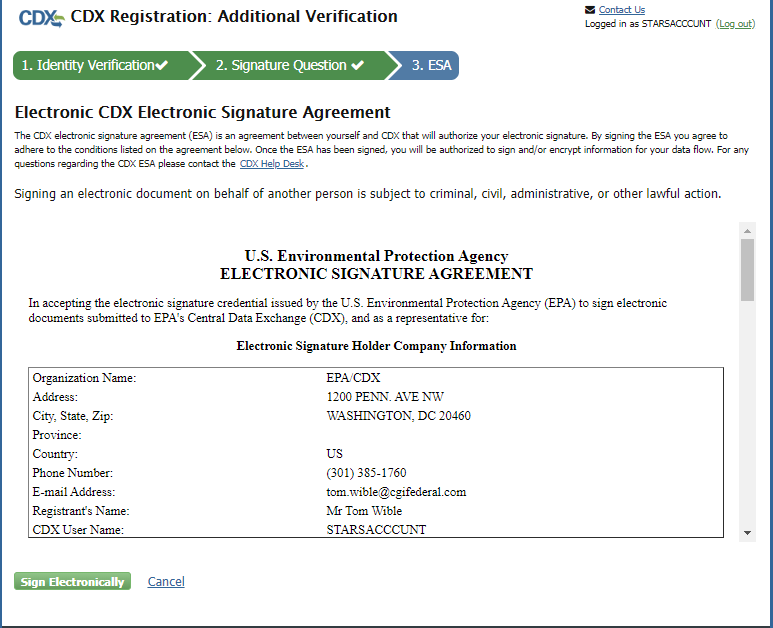 CDX CDX Registration: Additional Verification
Contact Us
Logged in as STARSACCCUNT (Log out)
1. Identity Verification
2. Signature Question
3. ESA
Electronic CDX Electronic Signature Agreement
The CDX electronic signature agreement (ESA) is an agreement between yourself and CDX that will authorize your electronic signature. By signing the ESA you agree to
adhere to the conditions listed on the agreement below. Once the ESA has been signed, you will be authorized to sign and/or encrypt information for your data flow. For any
questions regarding the CDX ESA please contact the CDX Help Desk.
Signing an electronic document on behalf of another person is subject to criminal, civil, administrative, or other lawful action.
U.S. Environmental Protection Agency
ELECTRONIC SIGNATURE AGREEMENT
In accepting the electronic signature credential issued by the U.S. Environmental Protection Agency (EPA) to sign electronic
documents submitted to EPA's Central Data Exchange (CDX), and as a representative for:
Electronic Signature Holder Company Information
Organization Name: EPA/CDX
Address: 1200 PENN. AVE NW
City, State, Zip: WASHINGTON, DC 20460
Province:
Country: US
Phone Number: (301) 385-1760
E-mail Address: tom.wible@cgifederal.com
Registrant's Name: Mr Tom Wible
CDX User Name: STARSACCCUNT
Sign Electronically Cancel